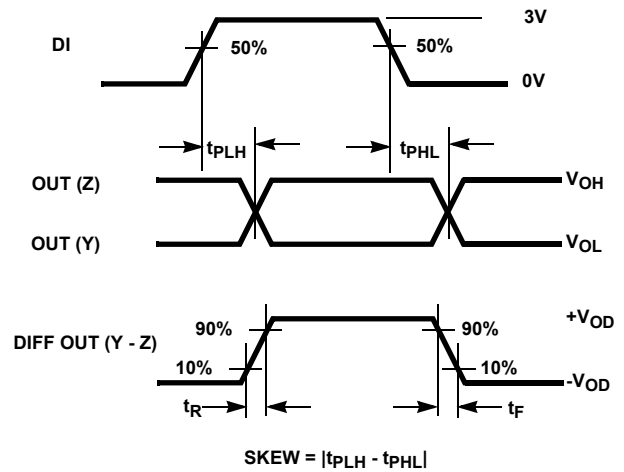 3V
DI
50%
50%
0V
tPLH
tPHL
OUT (Z)
VOH
OUT (Y)
VOL
+VOD
90%
90%
DIFF OUT (Y - Z)
10%
10%
-VOD
tR
tF
SKEW = |tPLH - tPHL|